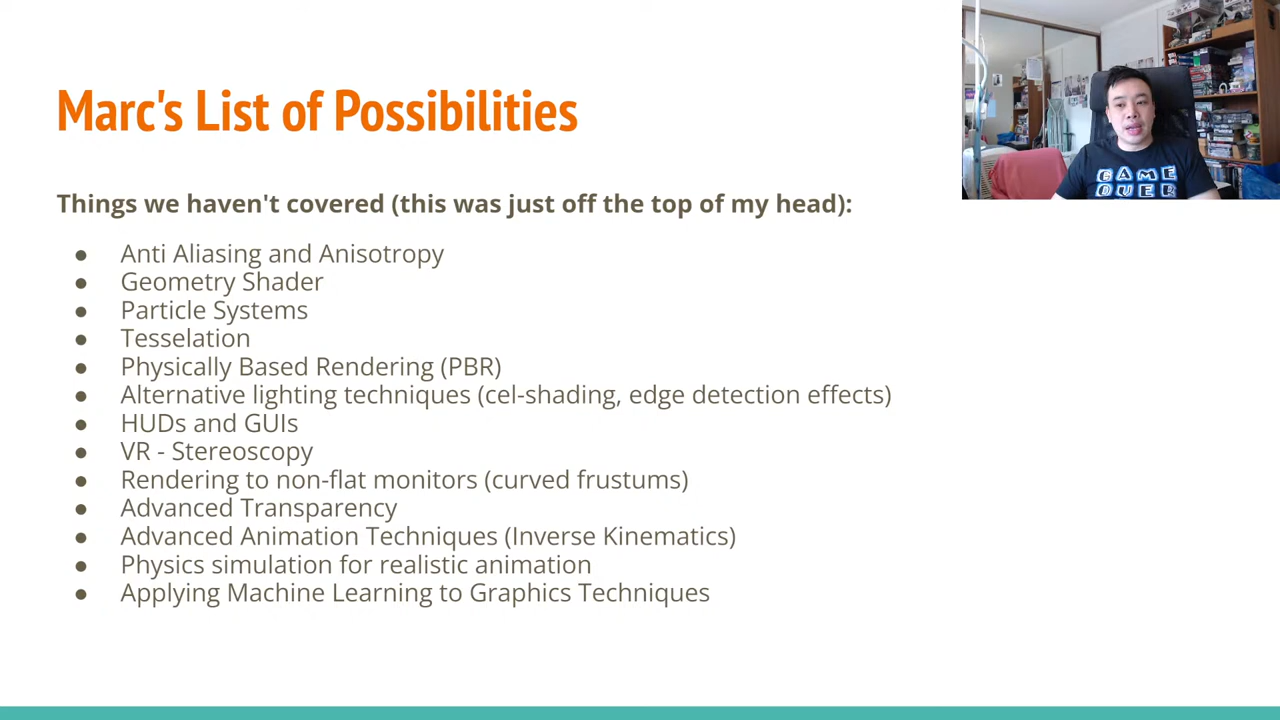 Marc's List of Possibilities
Things we haven't covered (this was just off the top of my head):
● Anti Aliasing and Anisotropy
● Geometry Shader
● Particle Systems
● Tesselation
● Physically Based Rendering (PBR)
● Alternative lighting techniques (cel-shading, edge detection effects)
● HUDs and GUIs
● VR - Stereoscopy
● Rendering to non-flat monitors (curved frustums)
● Advanced Transparency
● Advanced Animation Techniques (Inverse Kinematics)
● Physics simulation for realistic animation
● Applying Machine Learning to Graphics Techniques
GAME
OVER